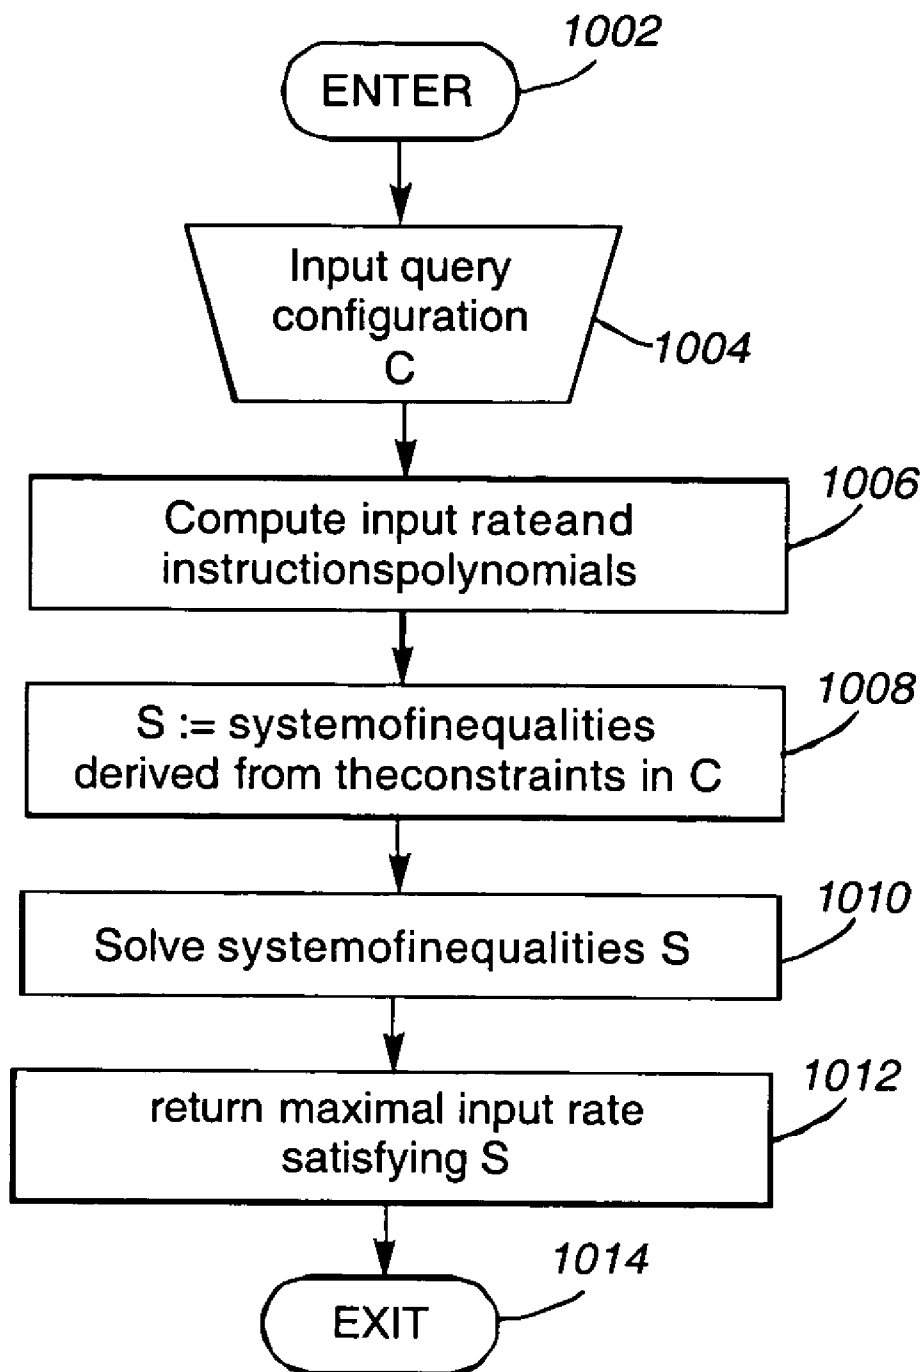 1002
ENTER
Input query
configuration
C
1004
1006
Compute input rateand
instructionspolynomials
1008
S := systemofinequalities
derived from theconstraints in C
1010
Solve systemofinequalities S
1012
return maximal input rate
satisfying S
1014
EXIT